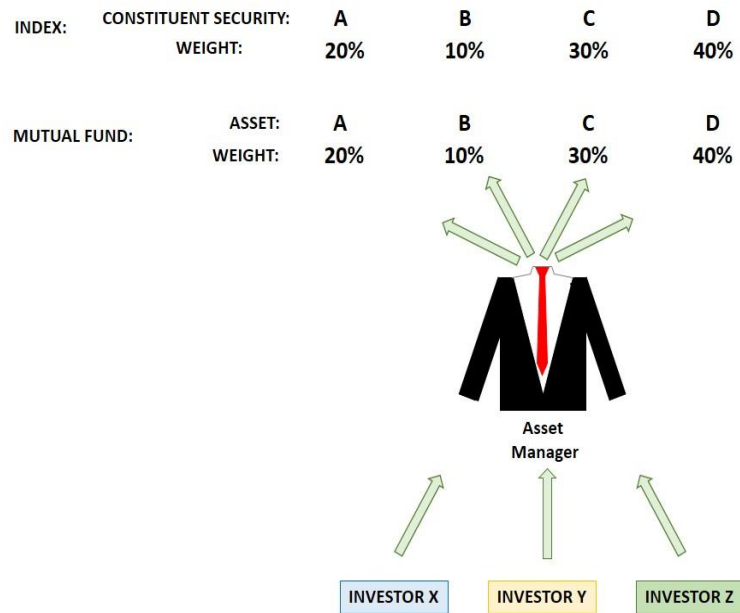 INDEX: CONSTITUENT SECURITY: A B C D
WEIGHT: 20% 10% 30% 40%
MUTUAL FUND: ASSET: A B C D
WEIGHT: 20% 10% 30% 40%
Asset
Manager
INVESTOR X INVESTOR Y INVESTOR Z